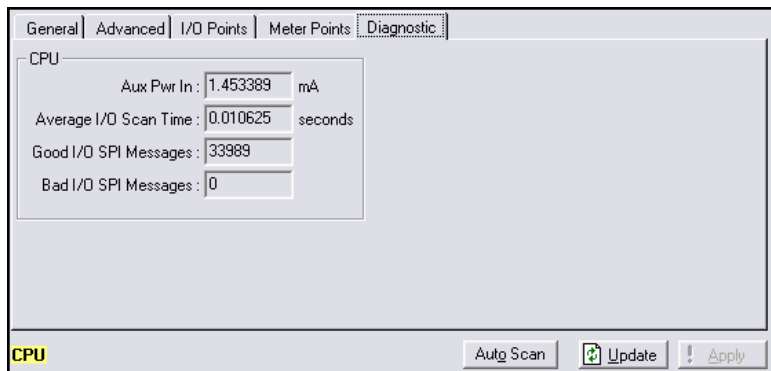 General Advanced I/O Points Meter Points Diagnostic
CPU
Aux Pwr In : 1.453389 mA
Average I/O Scan Time : 0.010625 seconds
Good I/O SPI Messages : 33989
Bad I/O SPI Messages : 0
CPU Auto Scan Update ! Apply